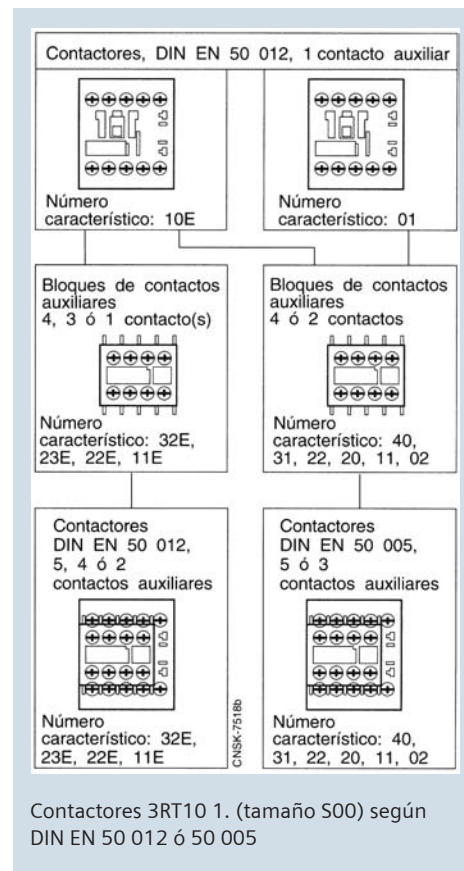 Contactores, DIN EN 50 012, 1 contacto auxiliar
Número
característico: 10E
Número
característico: 01
Bloques de contactos
auxiliares
4, 3 ó 1 contacto(s)
Número
característico: 32E,
23E, 22E, 11E
Bloques de contactos
auxiliares
4 ó 2 contactos
Número
característico: 40,
31, 22, 20, 11, 02
Contactores
DIN EN 50 012,
5, 4 ó 2
contactos auxiliares
Número
característico: 32E,
23E, 22E, 11E
CNSK-7518b
Contactores
DIN EN 50 005,
5 ó 3
contactos auxiliares
Número
característico: 40,
31, 22, 20, 11, 02
Contactores 3RT10 1. (tamaño S00) según
DIN EN 50 012 ó 50 005